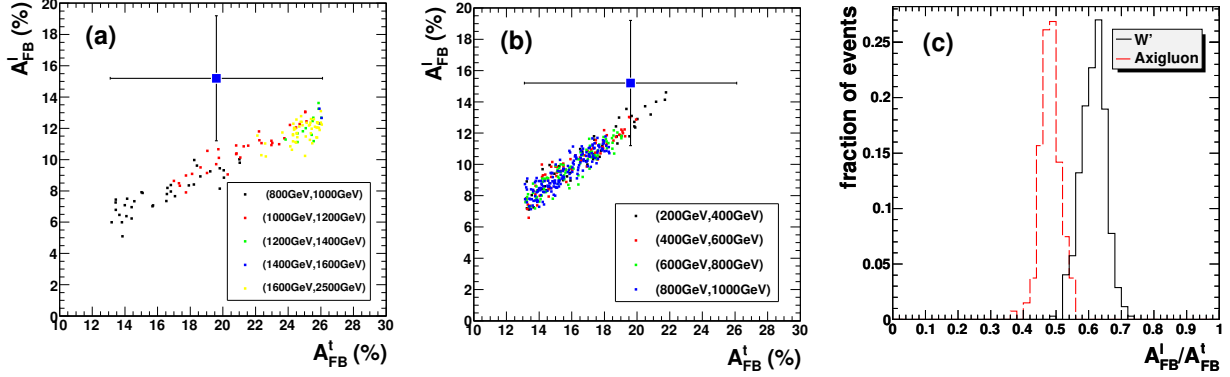 A^l_FB (%)
20
18
16
14
12
10
8
6
4
2
0
(a)
(800GeV,1000GeV)
(1000GeV,1200GeV)
(1200GeV,1400GeV)
(1400GeV,1600GeV)
(1600GeV,2500GeV)
10 12 14 16 18 20 22 24 26 28 30
A^t_FB (%)
A^l_FB (%)
20
18
16
14
12
10
8
6
4
2
0
(b)
(200GeV,400GeV)
(400GeV,600GeV)
(600GeV,800GeV)
(800GeV,1000GeV)
10 12 14 16 18 20 22 24 26 28 30
A^t_FB (%)
fraction of events
0.25
0.2
0.15
0.1
0.05
(c)
W'
Axigluon
0 0.1 0.2 0.3 0.4 0.5 0.6 0.7 0.8 0.9 1
A^l_FB/A^t_FB